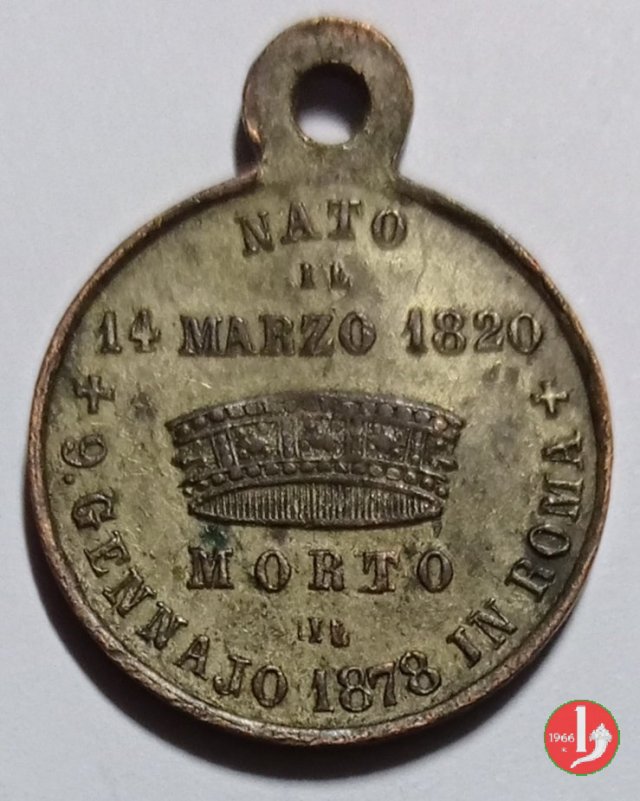 NATO
IL
14 MARZO 1820
MORTO
IL
+ 9. GENNAJO 1878 IN ROMA +
1966